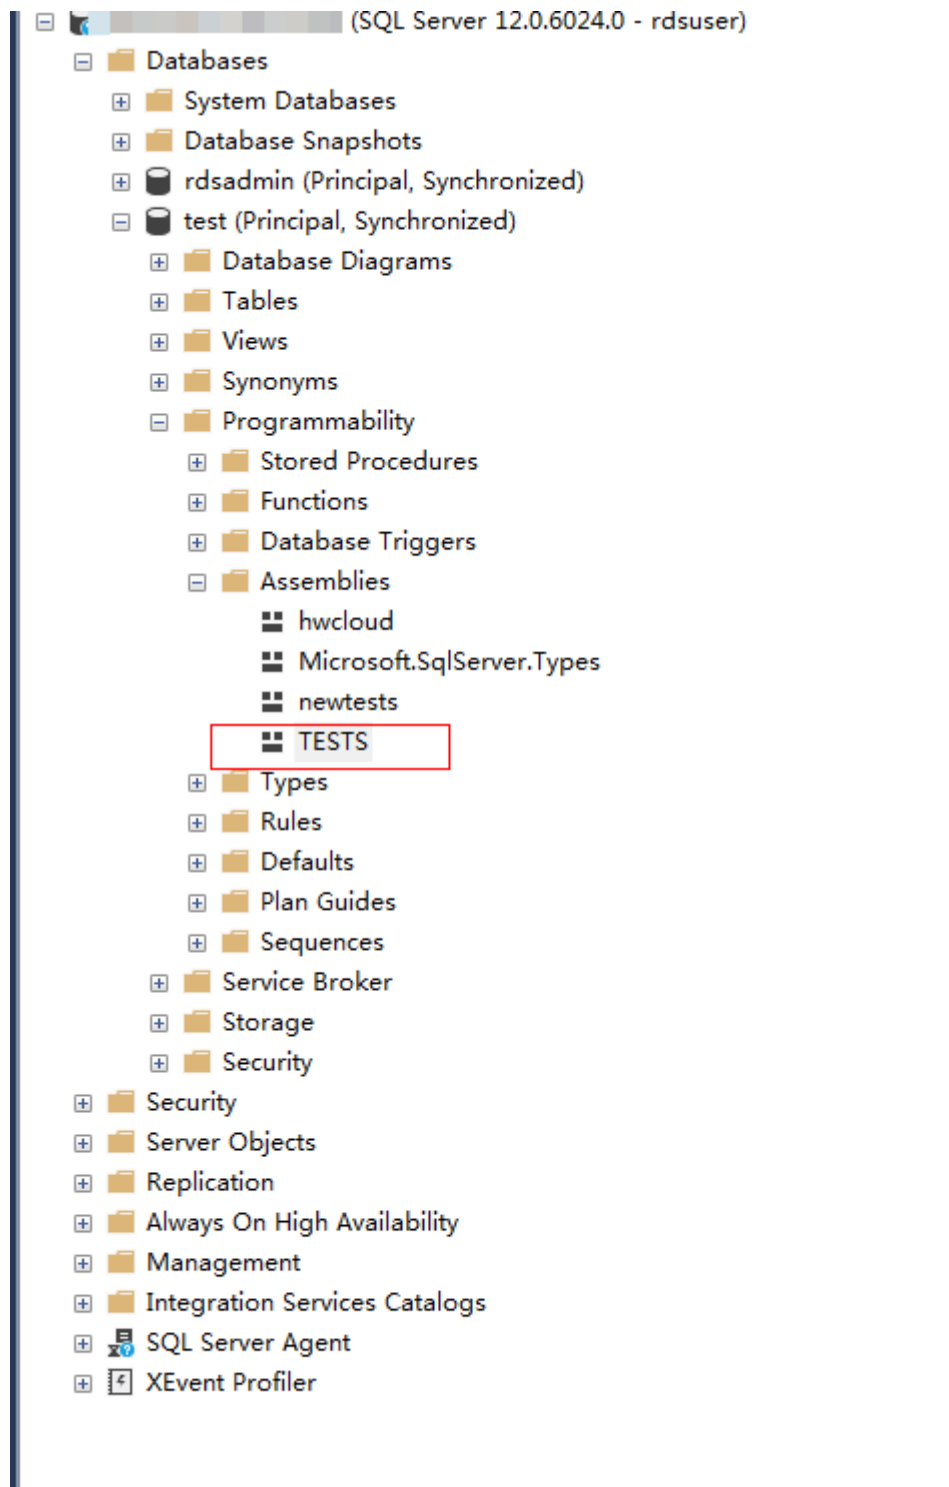 (SQL Server 12.0.6024.0 - rdsuser)
Databases
System Databases
Database Snapshots
rdsadmin (Principal, Synchronized)
test (Principal, Synchronized)
Database Diagrams
Tables
Views
Synonyms
Programmability
Stored Procedures
Functions
Database Triggers
Assemblies
hwcloud
Microsoft.SqlServer.Types
newtests
TESTS
Types
Rules
Defaults
Plan Guides
Sequences
Service Broker
Storage
Security
Security
Server Objects
Replication
Always On High Availability
Management
Integration Services Catalogs
SQL Server Agent
XEvent Profiler